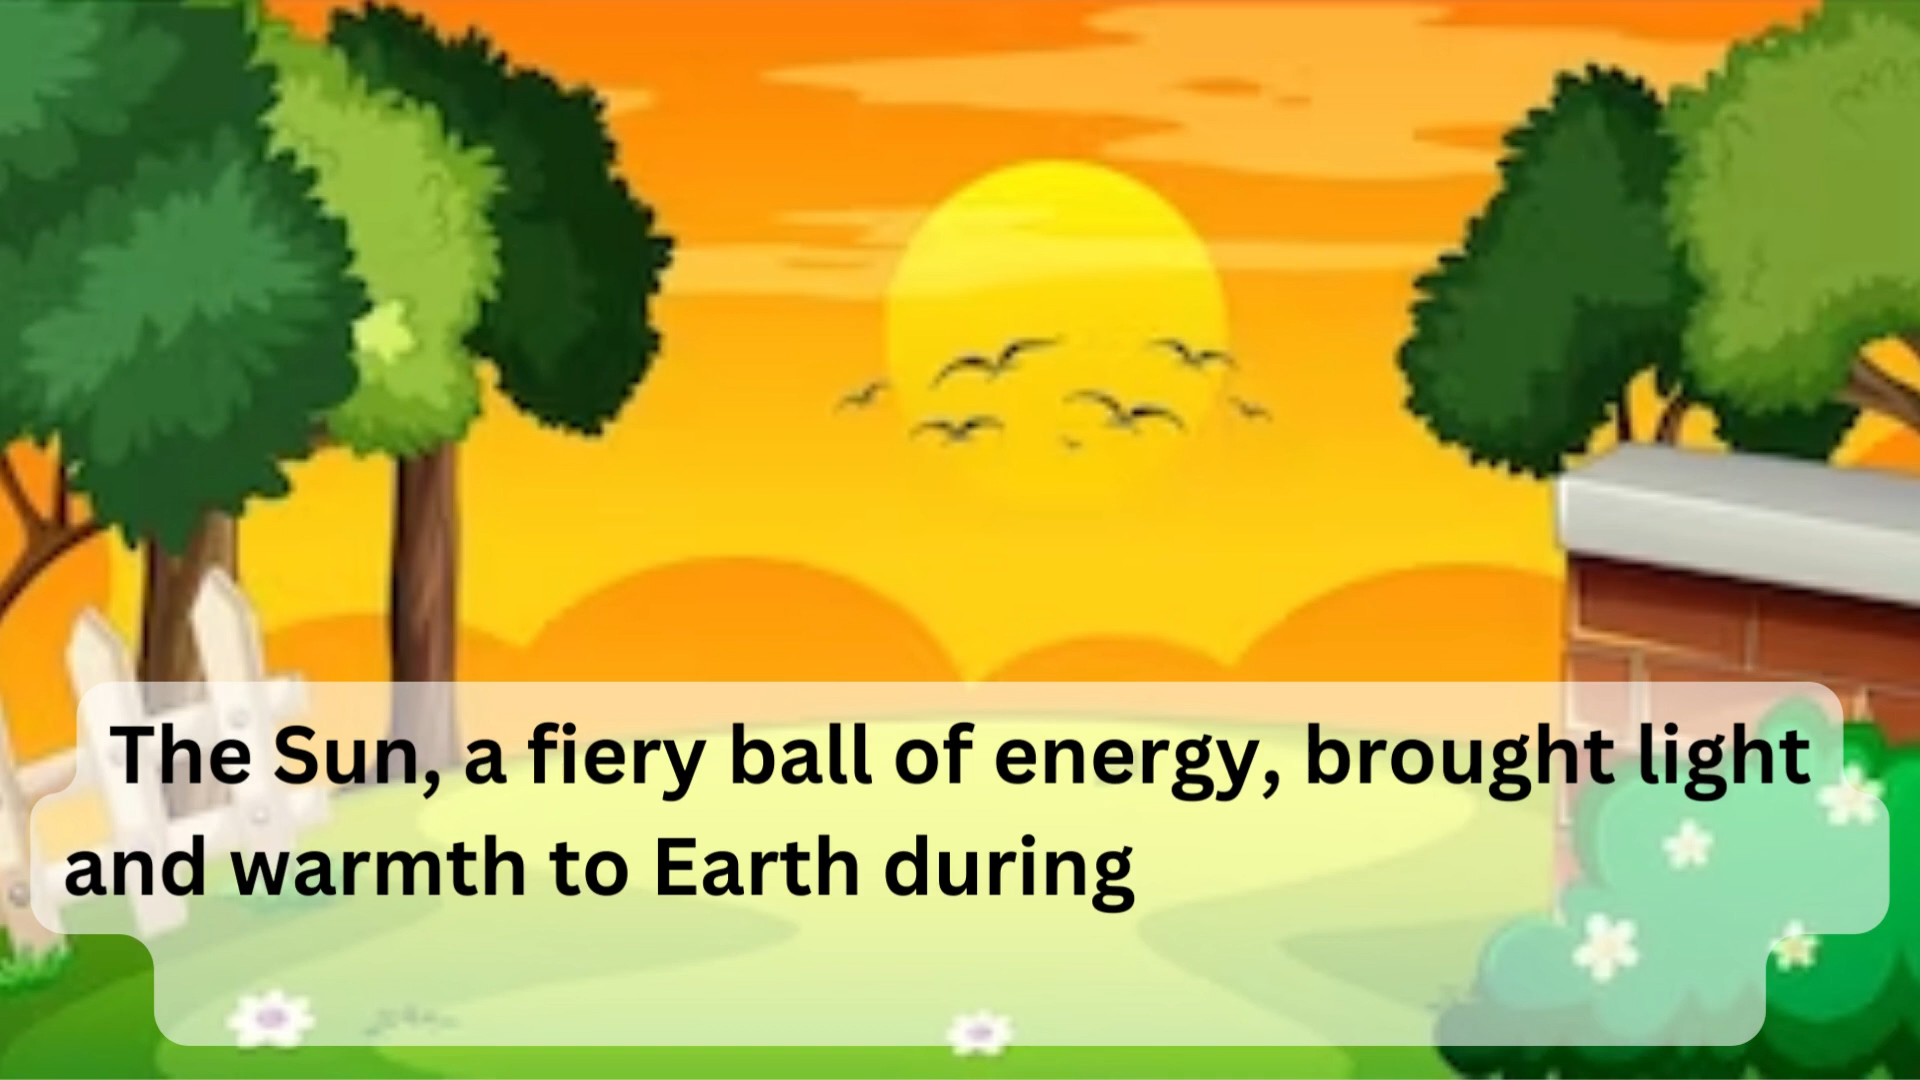 The Sun, a fiery ball of energy, brought light
and warmth to Earth during